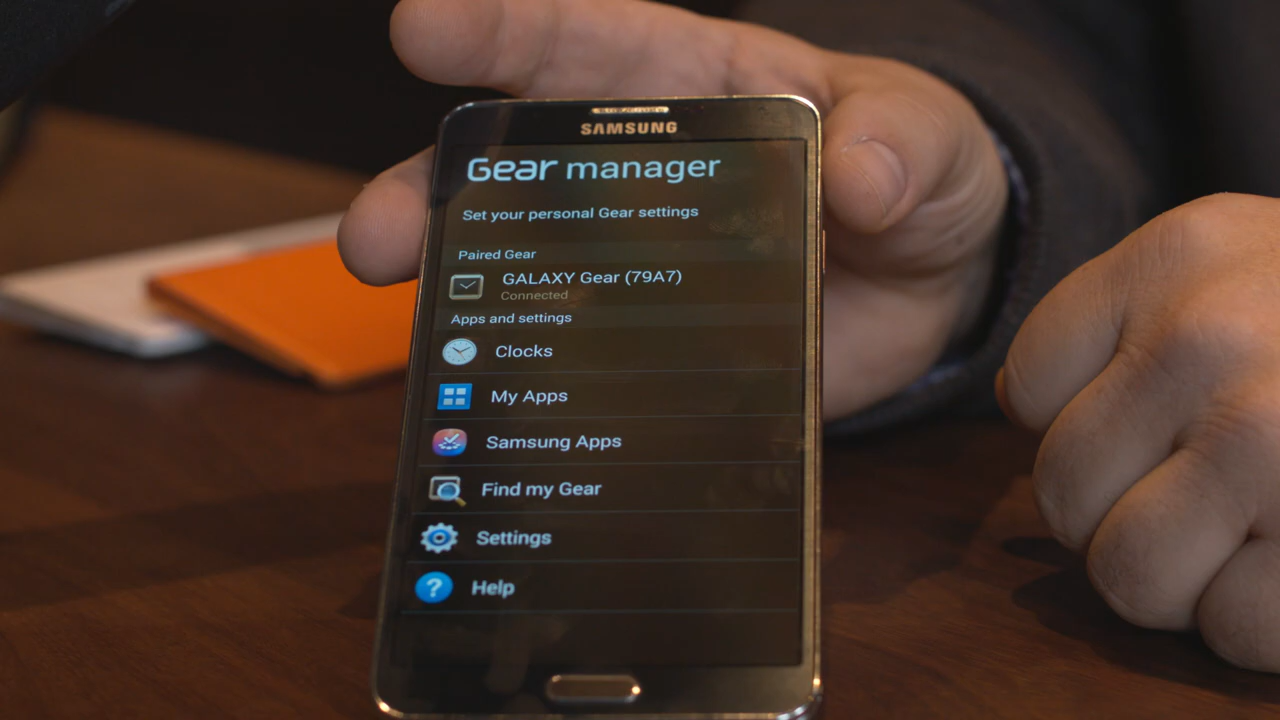 SAMSUNG
Gear manager
Set your personal Gear settings
Paired Gear
GALAXY Gear (79A7)
Connected
Apps and settings
Clocks
My Apps
Samsung Apps
Find my Gear
Settings
? Help